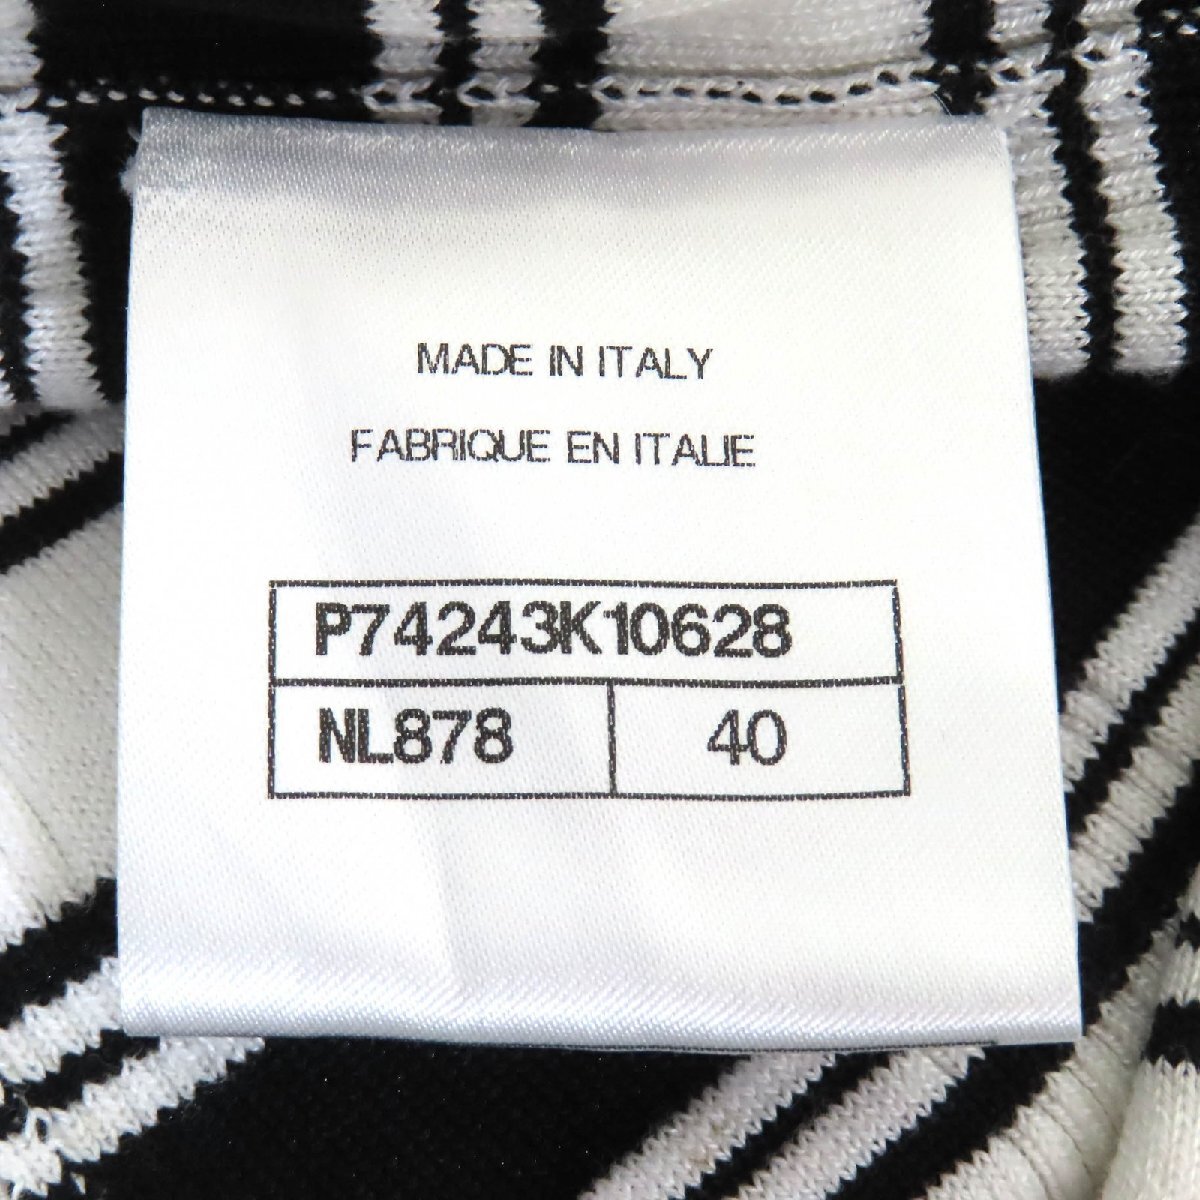 MADE IN ITALY
FABRIQUE EN ITALIE
P74243K10628
NL878 40